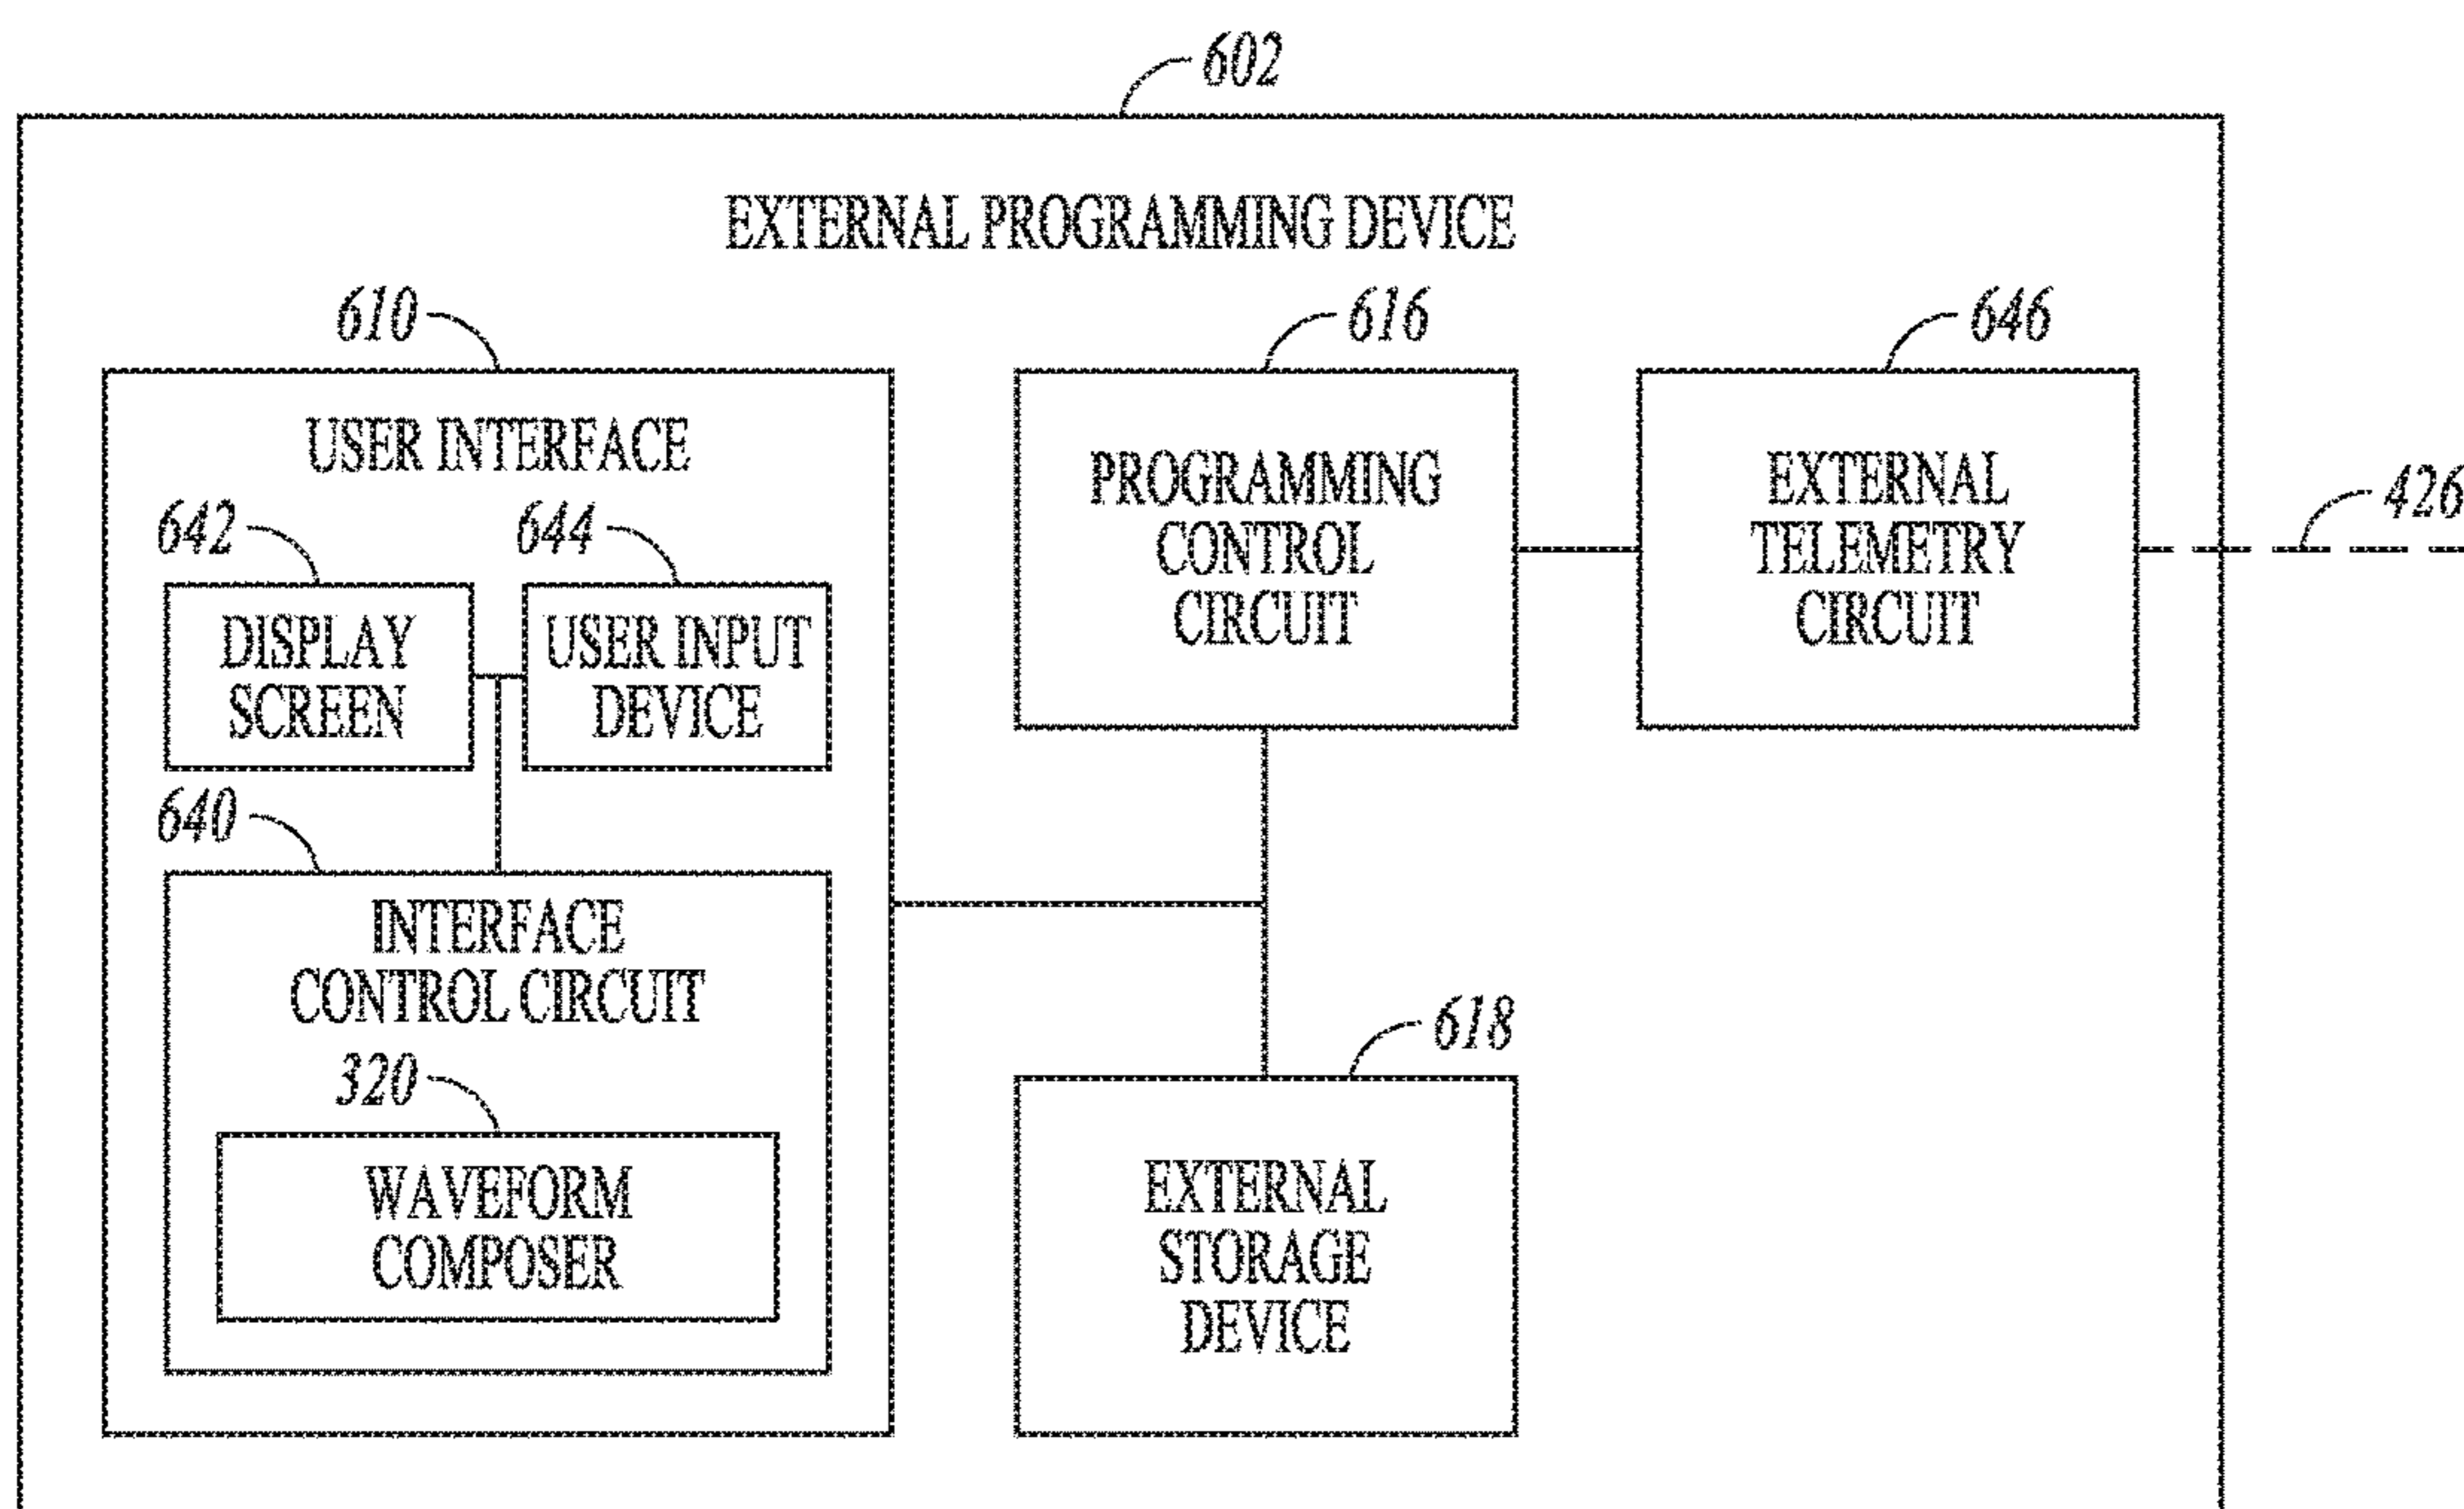 602
EXTERNAL PROGRAMMING DEVICE
610
616
646
USER INTERFACE
642
644
DISPLAY
SCREEN
USER INPUT
DEVICE
640
INTERFACE
CONTROL CIRCUIT
320
WAVEFORM
COMPOSER
PROGRAMMING
CONTROL
CIRCUIT
EXTERNAL
TELEMETRY
CIRCUIT
426
618
EXTERNAL
STORAGE
DEVICE